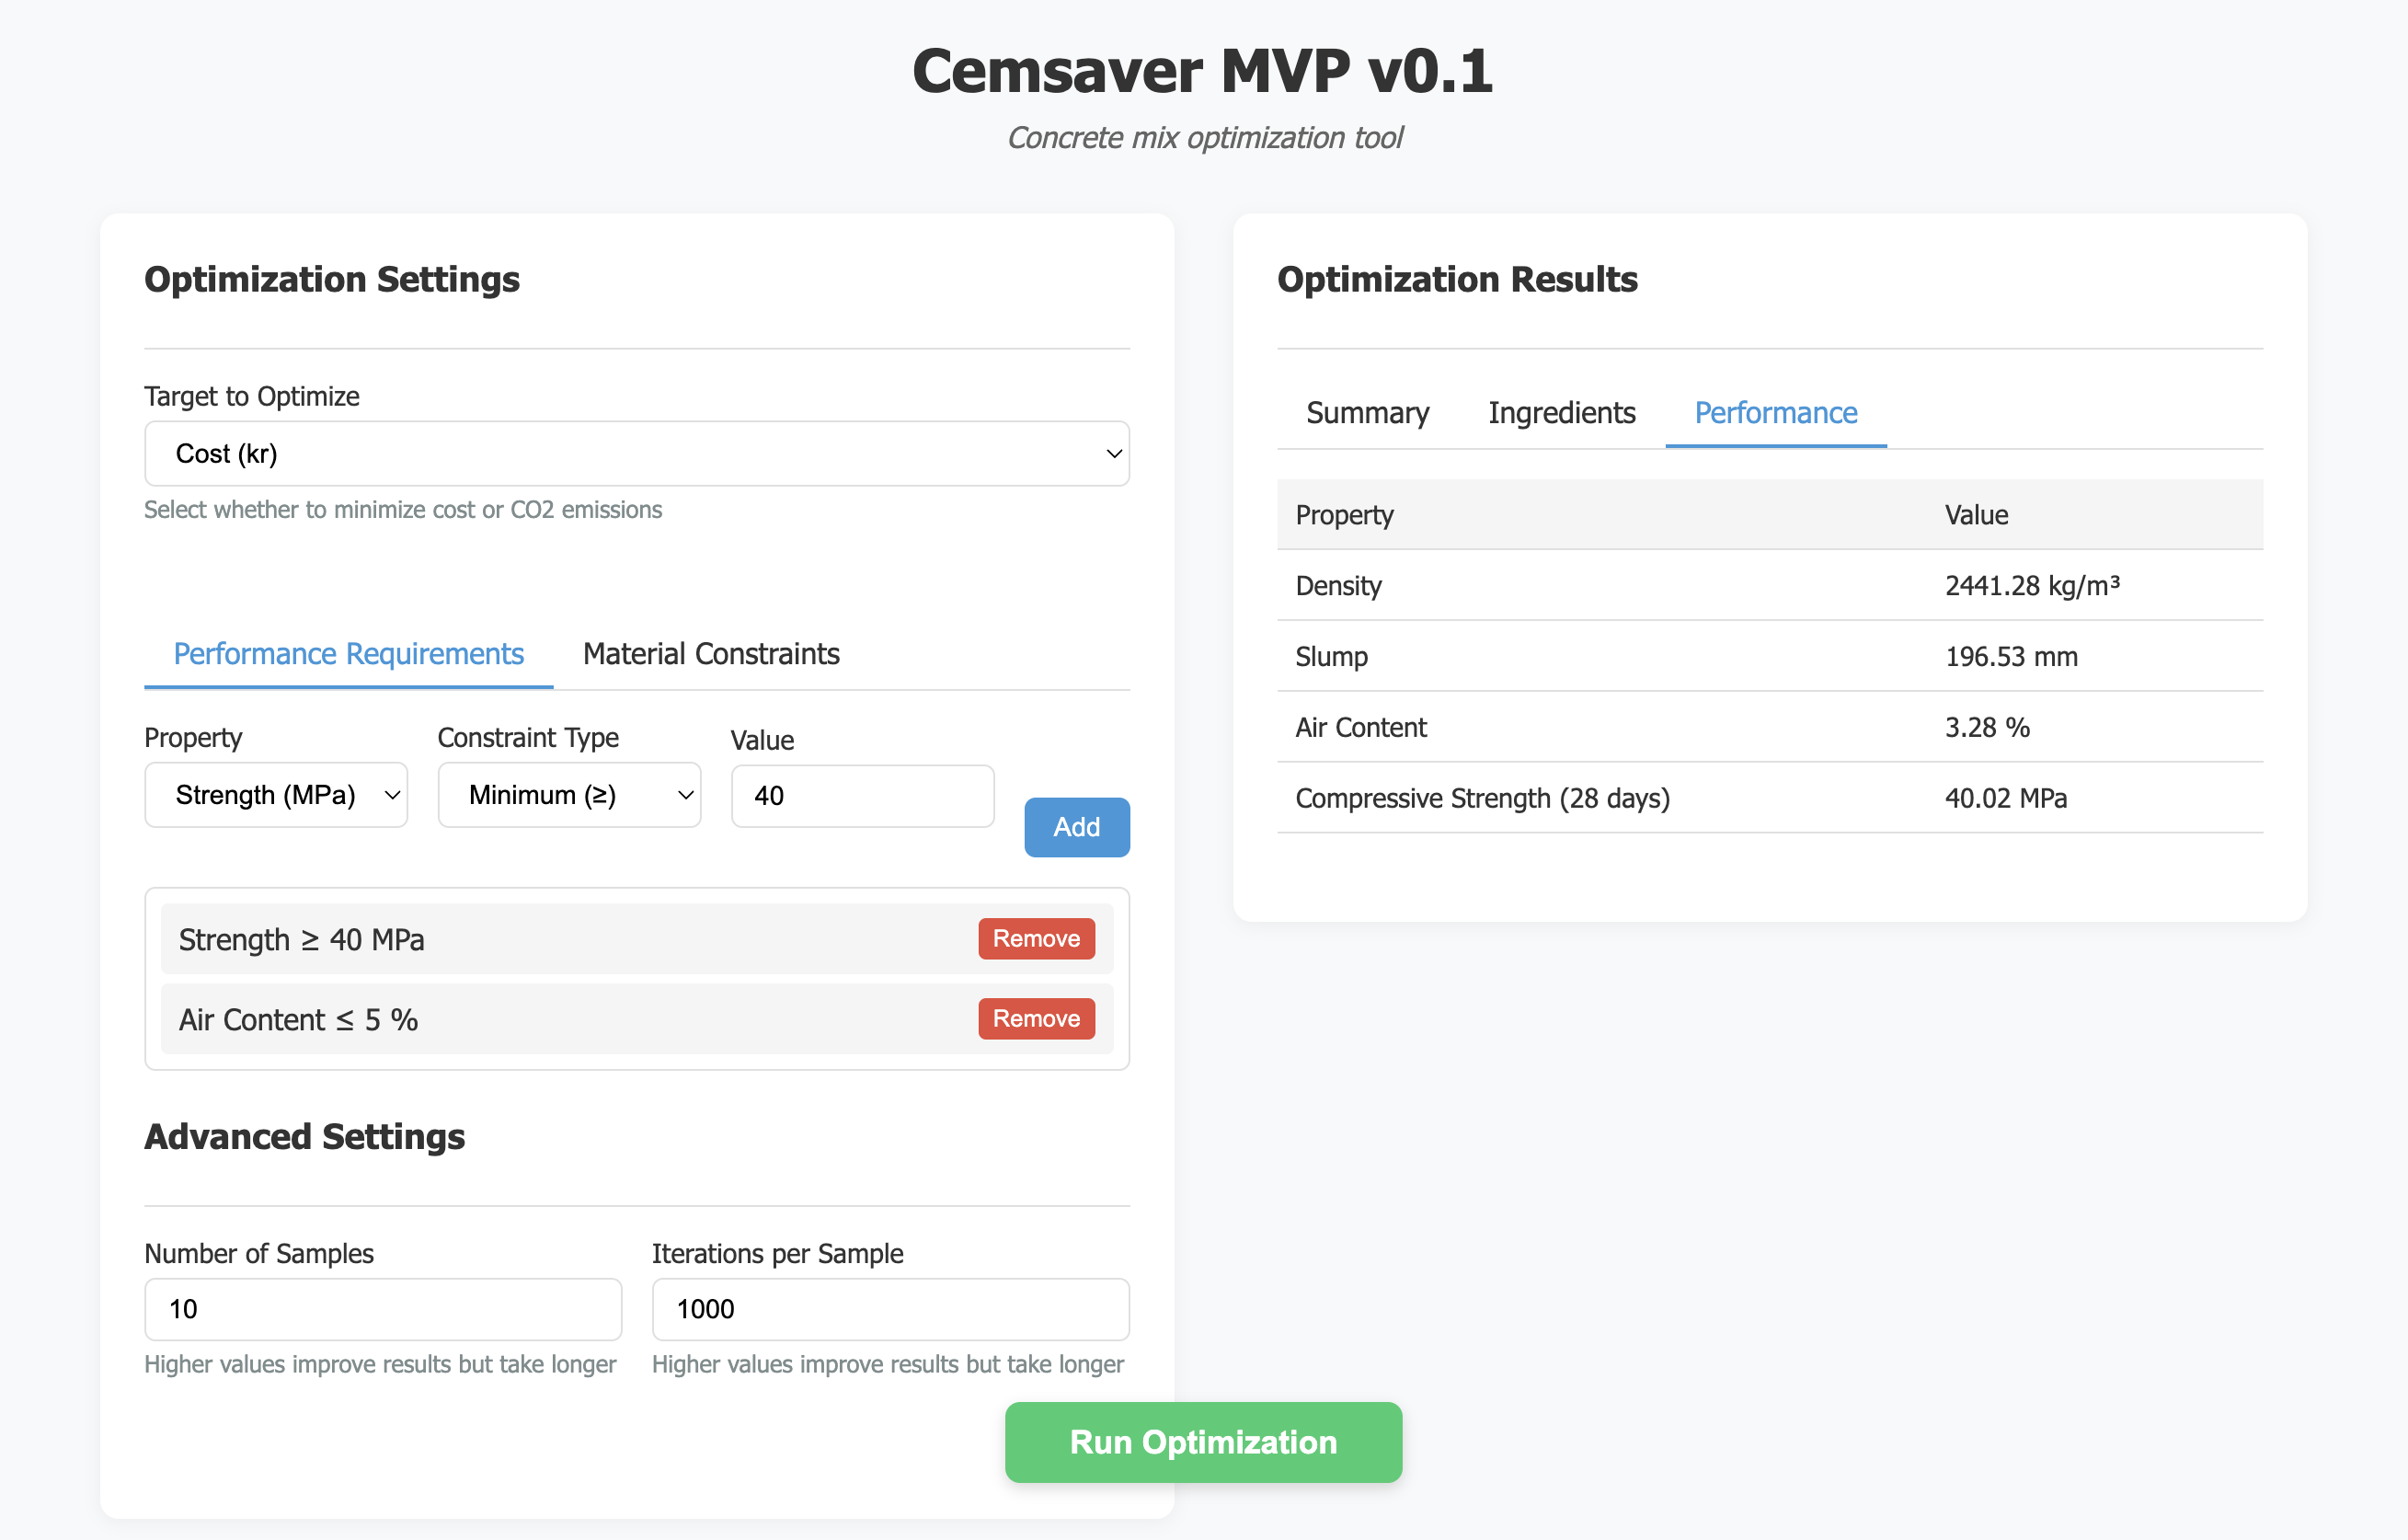 Cemsaver MVP v0.1
Concrete mix optimization tool
Optimization Settings
Target to Optimize
Cost (kr)
Select whether to minimize cost or CO2 emissions
Performance Requirements Material Constraints
Property Constraint Type Value
Strength (MPa) Minimum (≥) 40
Add
Strength ≥ 40 MPa Remove
Air Content ≤ 5 % Remove
Advanced Settings
Number of Samples Iterations per Sample
10 1000
Higher values improve results but take longer Higher values improve results but take longer
Optimization Results
Summary Ingredients Performance
Property Value
Density 2441.28 kg/m³
Slump 196.53 mm
Air Content 3.28 %
Compressive Strength (28 days) 40.02 MPa
Run Optimization